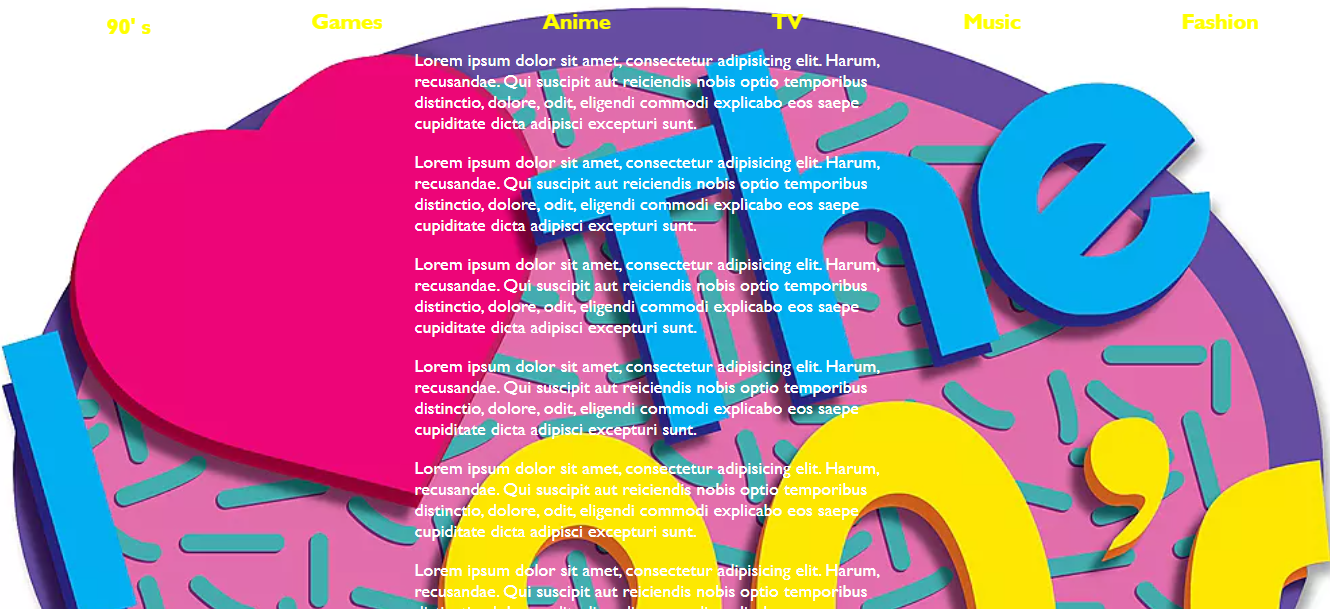 90' s Games Anime TV Music Fashion
Lorem ipsum dolor sit amet, consectetur adipisicing elit. Harum,
recusandae. Qui suscipit aut reiciendis nobis optio temporibus
distinctio, dolore, odit, eligendi commodi explicabo eos saepe
cupiditate dicta adipisci excepturi sunt.
Lorem ipsum dolor sit amet, consectetur adipisicing elit. Harum,
recusandae. Qui suscipit aut reiciendis nobis optio temporibus
distinctio, dolore, odit, eligendi commodi explicabo eos saepe
cupiditate dicta adipisci excepturi sunt.
Lorem ipsum dolor sit amet, consectetur adipisicing elit. Harum,
recusandae. Qui suscipit aut reiciendis nobis optio temporibus
distinctio, dolore, odit, eligendi commodi explicabo eos saepe
cupiditate dicta adipisci excepturi sunt.
Lorem ipsum dolor sit amet, consectetur adipisicing elit. Harum,
recusandae. Qui suscipit aut reiciendis nobis optio temporibus
distinctio, dolore, odit, eligendi commodi explicabo eos saepe
cupiditate dicta adipisci excepturi sunt.
Lorem ipsum dolor sit amet, consectetur adipisicing elit. Harum,
recusandae. Qui suscipit aut reiciendis nobis optio temporibus
distinctio, dolore, odit, eligendi commodi explicabo eos saepe
cupiditate dicta adipisci excepturi sunt.
Lorem ipsum dolor sit amet, consectetur adipisicing elit. Harum,
recusandae. Qui suscipit aut reiciendis nobis optio temporibus
I The